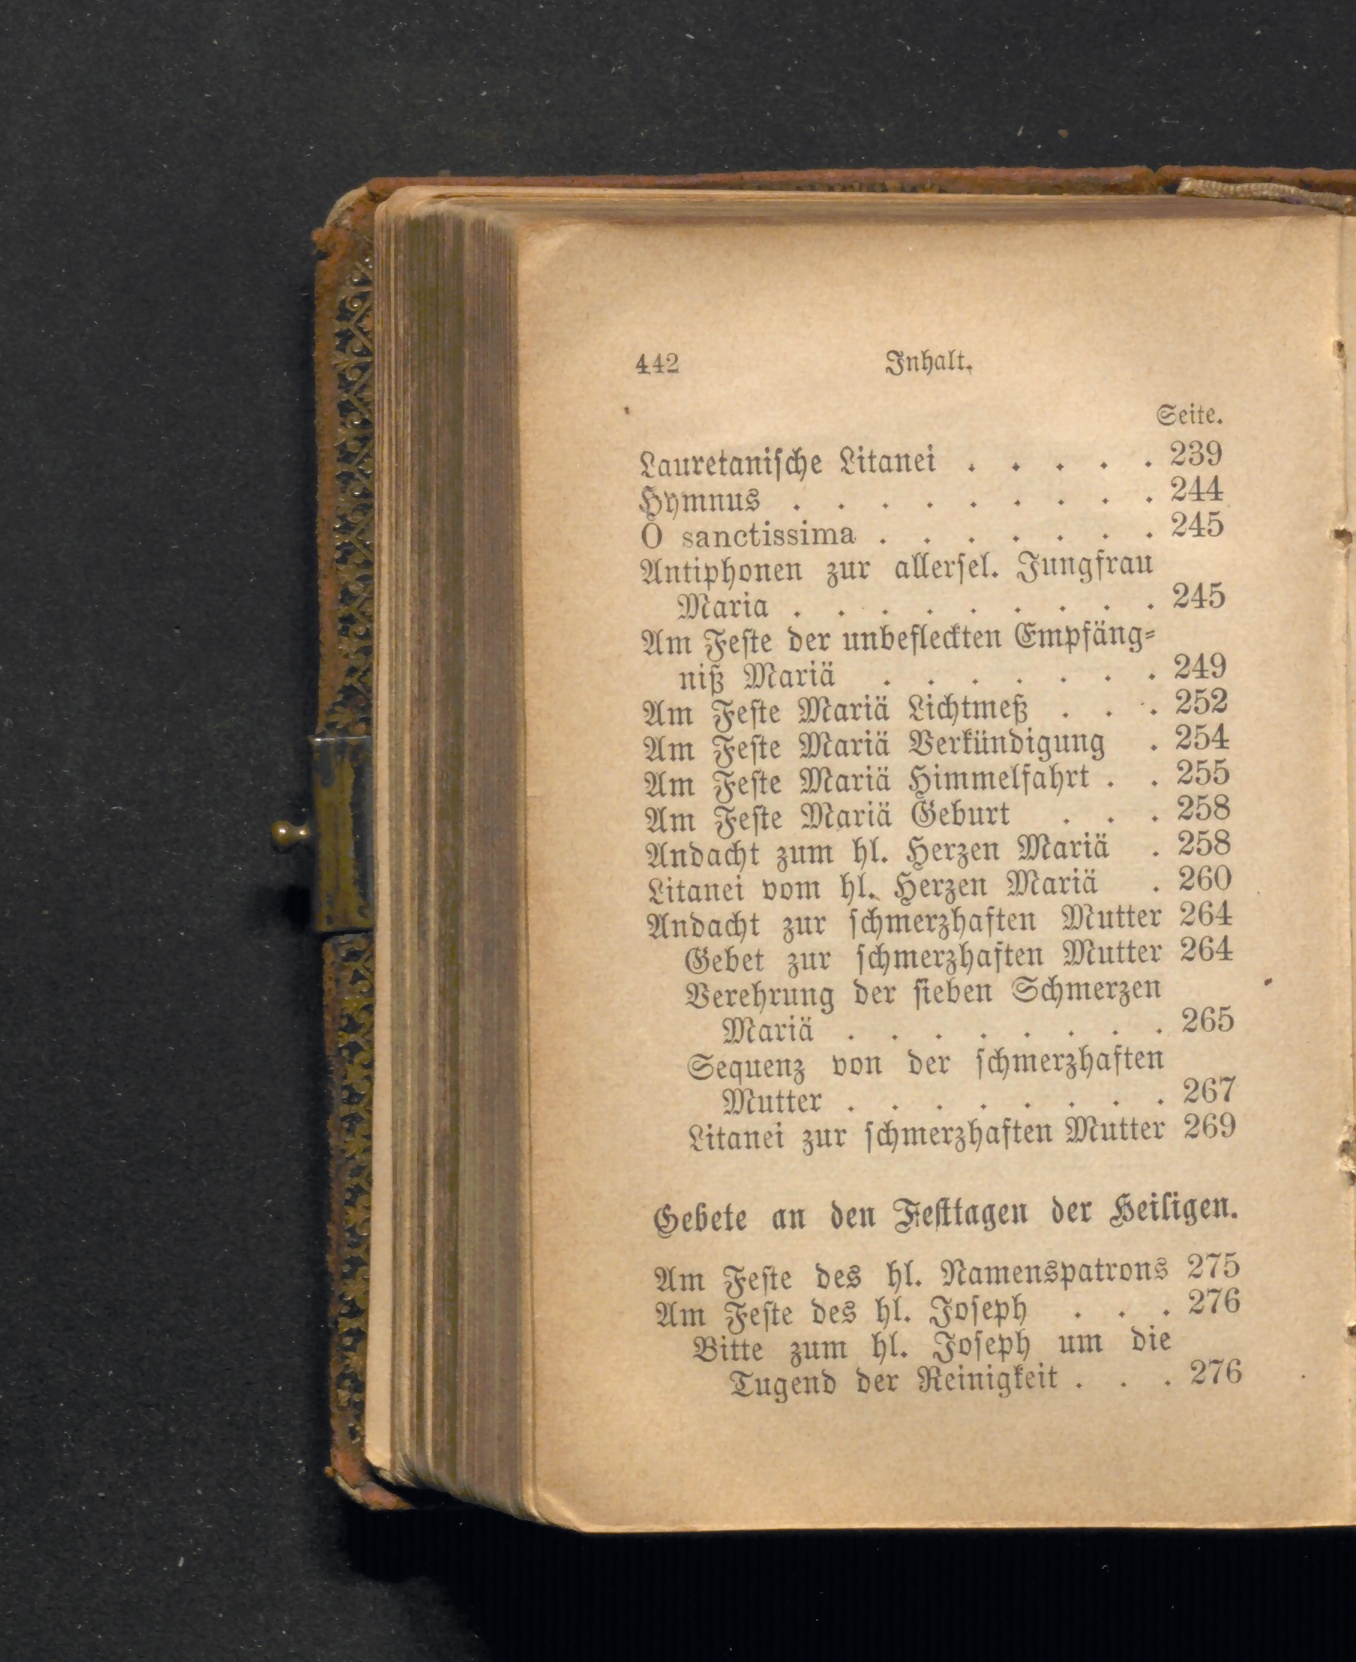 442 Inhalt.
Seite.
Lauretaniſche Litanei . . . . . 239
Hymnus . . . . . . . . . 244
O sanctissima . . . . . . . 245
Antiphonen zur allerſel. Jungfrau
Maria . . . . . . . . . 245
Am Feſte der unbefleckten Empfäng⸗
niß Mariä . . . . . . . 249
Am Feſte Mariä Lichtmeß . . . 252
Am Feſte Mariä Verkündigung . 254
Am Feſte Mariä Himmelfahrt . . 255
Am Feſte Mariä Geburt . . . 258
Andacht zum hl. Herzen Mariä . 258
Litanei vom hl. Herzen Mariä . 260
Andacht zur ſchmerzhaften Mutter 264
Gebet zur ſchmerzhaften Mutter 264
Verehrung der ſieben Schmerzen
Mariä . . . . . . . . 265
Sequenz von der ſchmerzhaften
Mutter . . . . . . . . 267
Litanei zur ſchmerzhaften Mutter 269
Gebete an den Feſttagen der Heiligen.
Am Feſte des hl. Namenspatrons 275
Am Feſte des hl. Joſeph . . . 276
Bitte zum hl. Joſeph um die
Tugend der Reinigkeit . . . 276